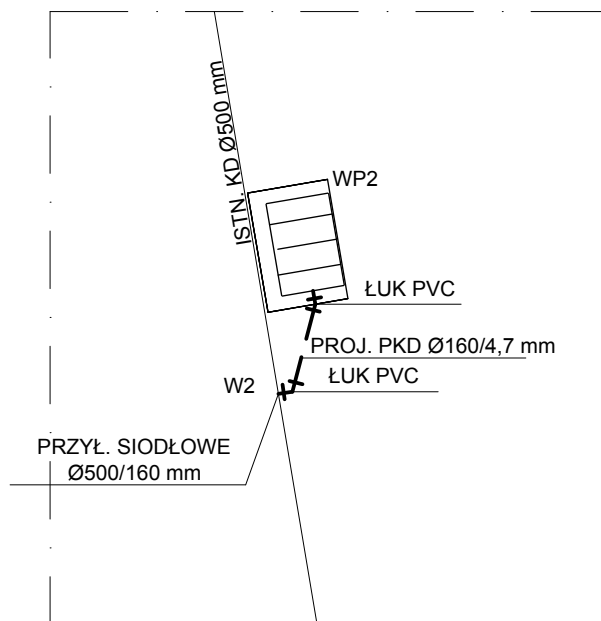 ISTN. KD Ø500 mm
WP2
ŁUK PVC
PROJ. PKD Ø160/4,7 mm
W2
ŁUK PVC
PRZYŁ. SIODŁOWE
Ø500/160 mm